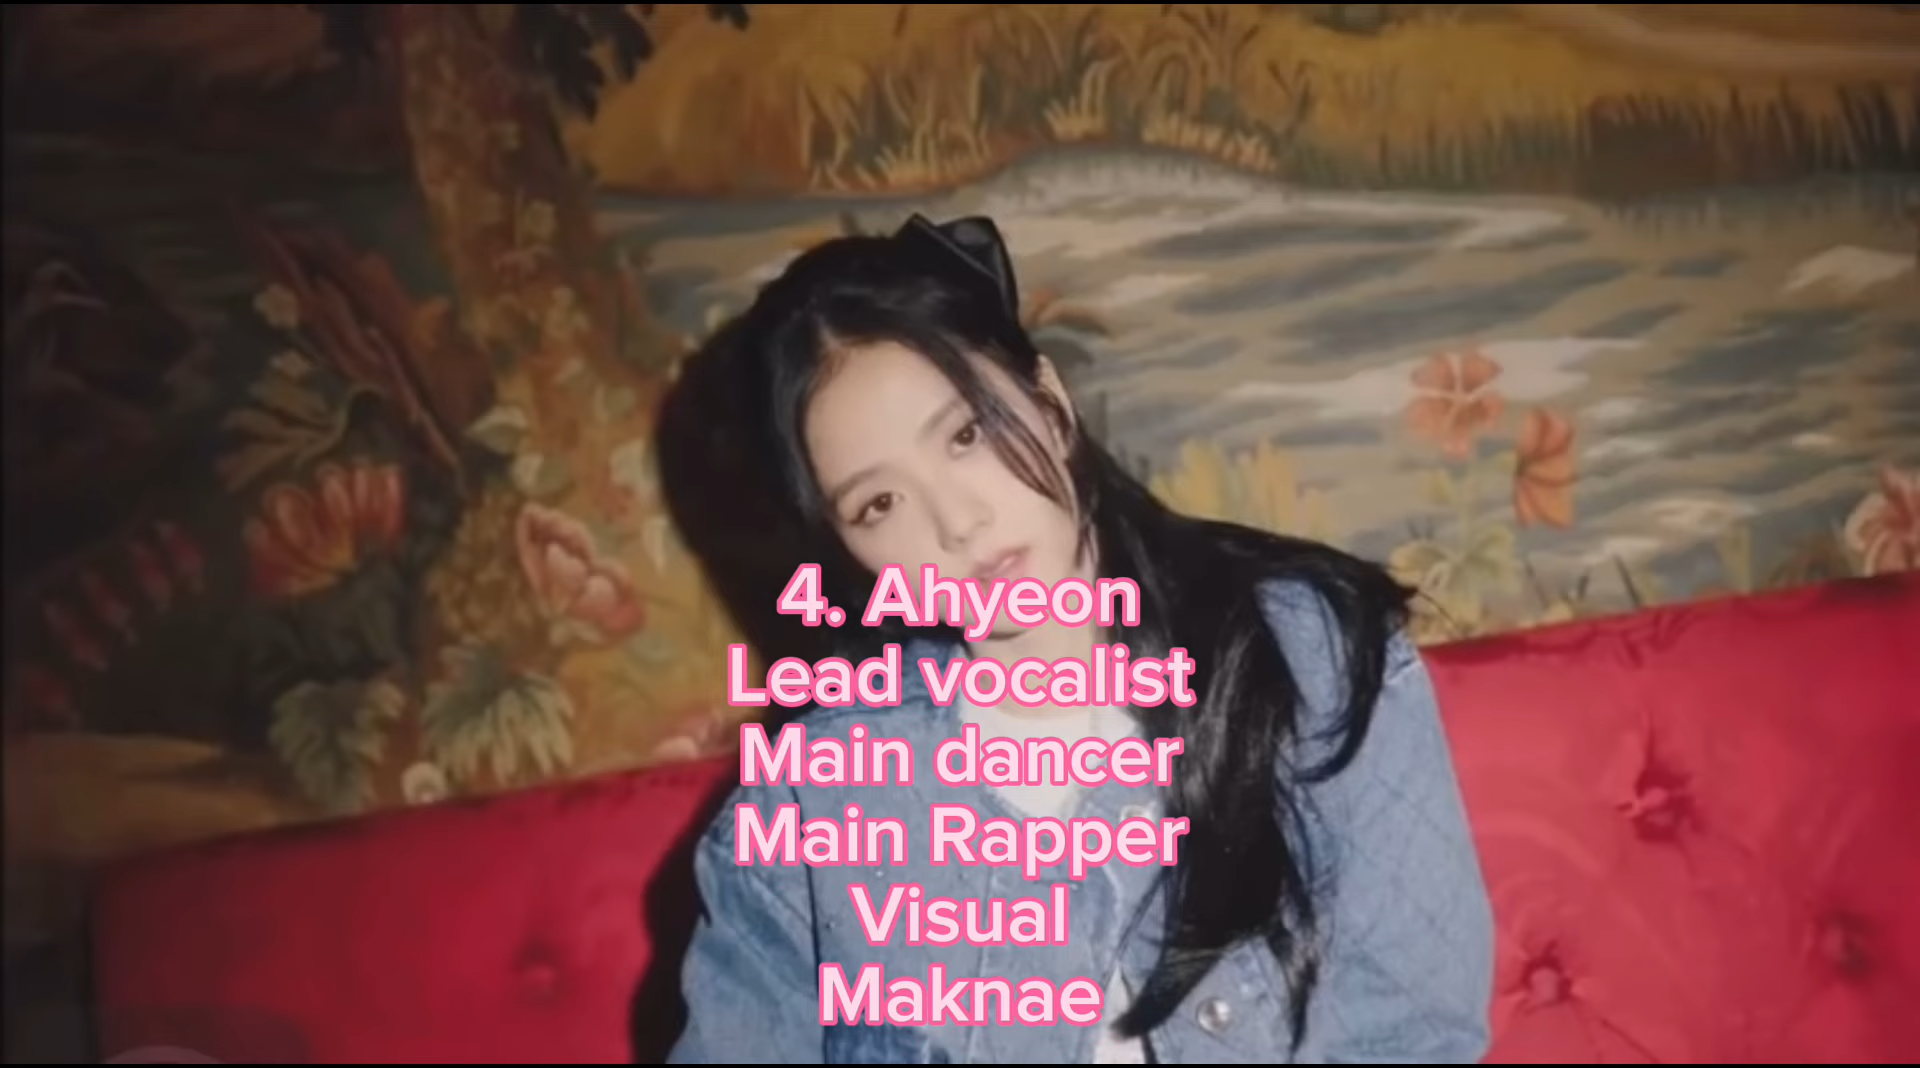 4. Ahyeon
Lead vocalist
Main dancer
Main Rapper
Visual
Maknae